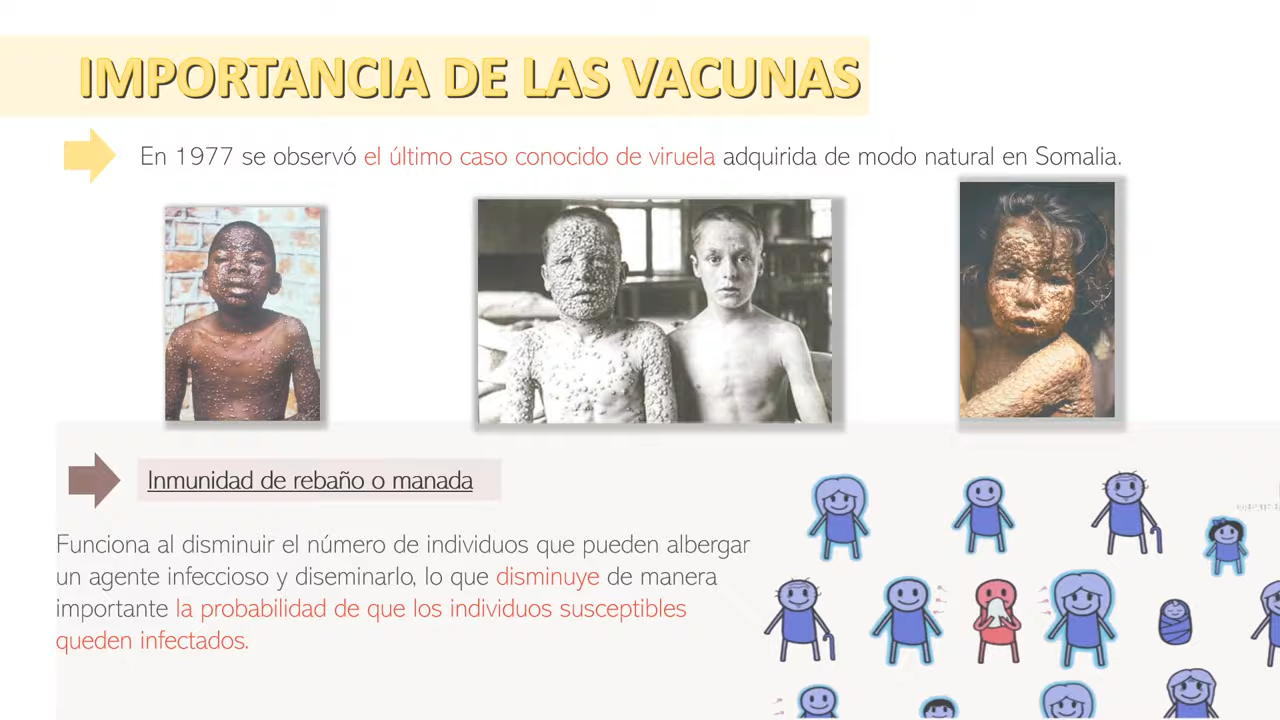 IMPORTANCIA DE LAS VACUNAS
En 1977 se observó el último caso conocido de viruela adquirida de modo natural en Somalia.
Inmunidad de rebaño o manada
Funciona al disminuir el número de individuos que pueden albergar
un agente infeccioso y diseminarlo, lo que disminuye de manera
importante la probabilidad de que los individuos susceptibles
queden infectados.